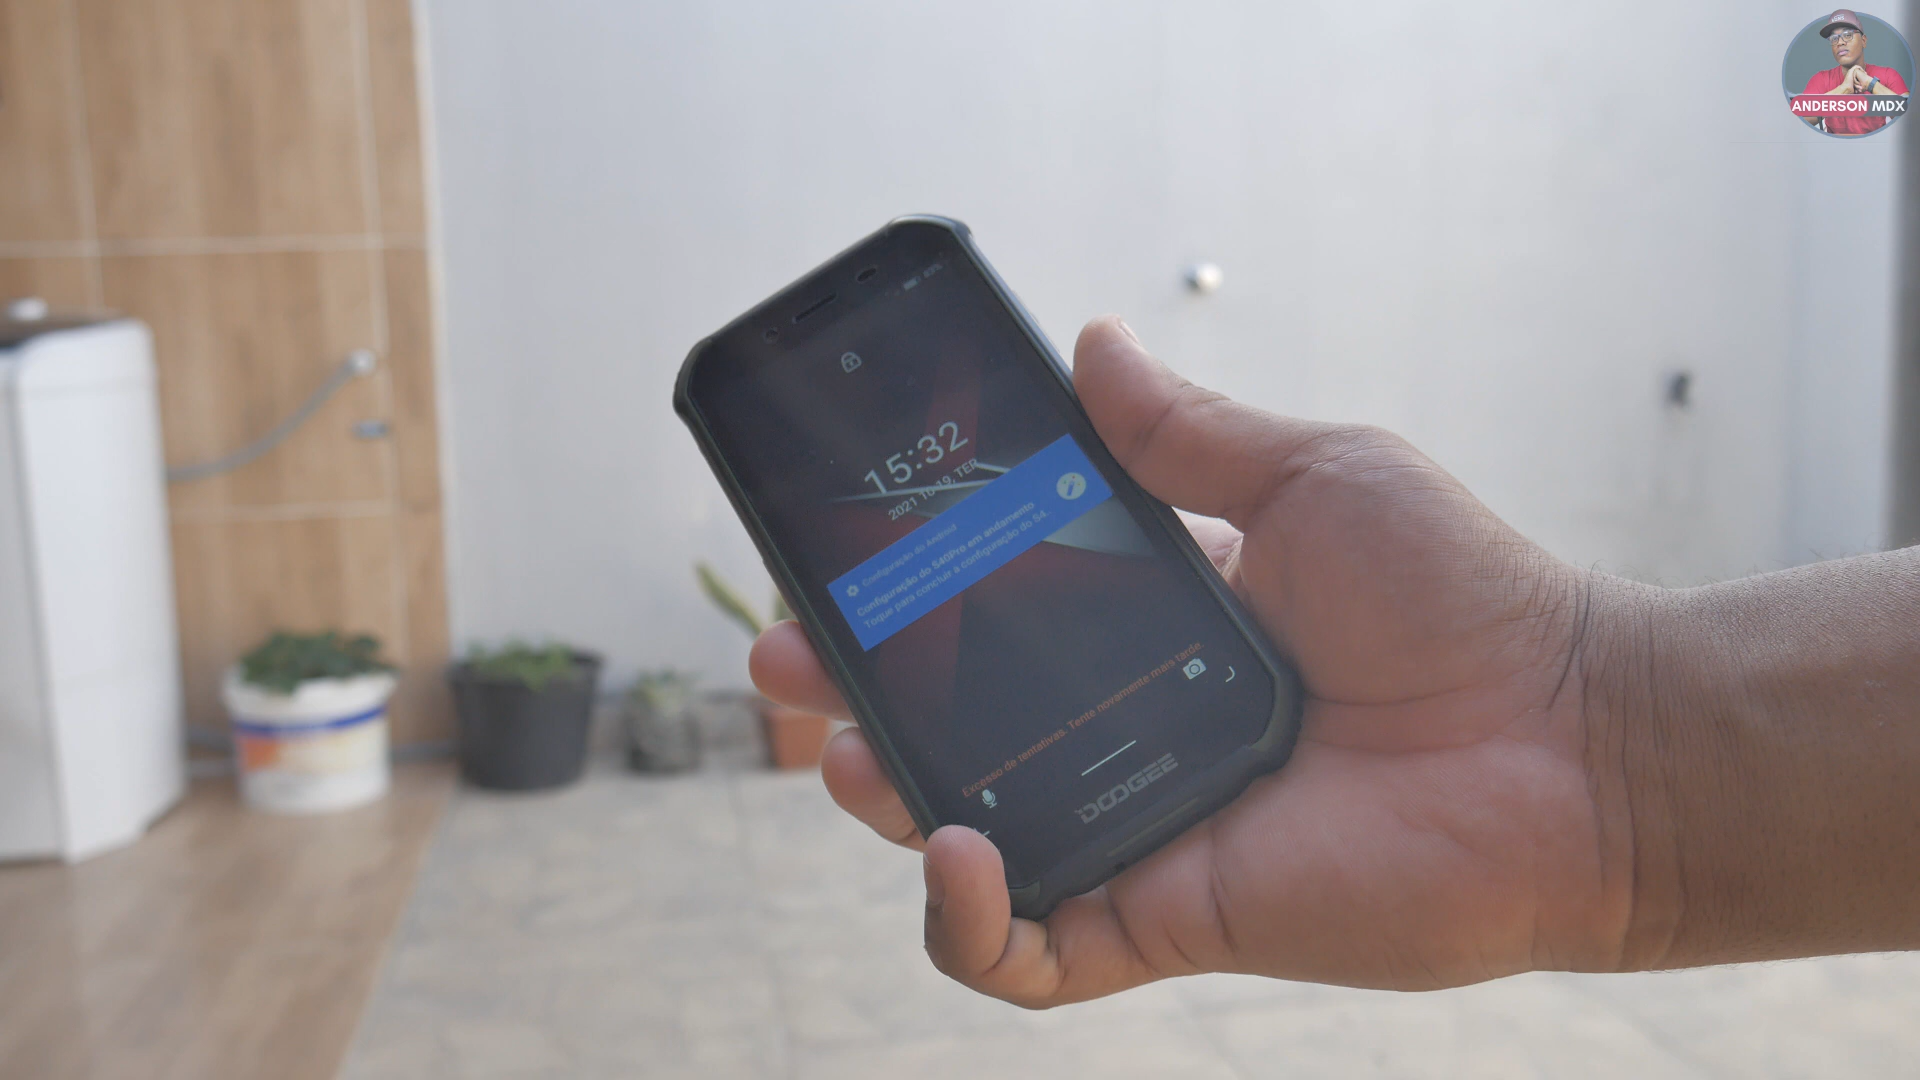 ANDERSON MDX
15:32
2021 10-19, TER
Configuração do Android
Configuração do S40Pro em andamento
Toque para concluir a configuração do S4...
Excesso de tentativas. Tente novamente mais tarde.
DOOGEE